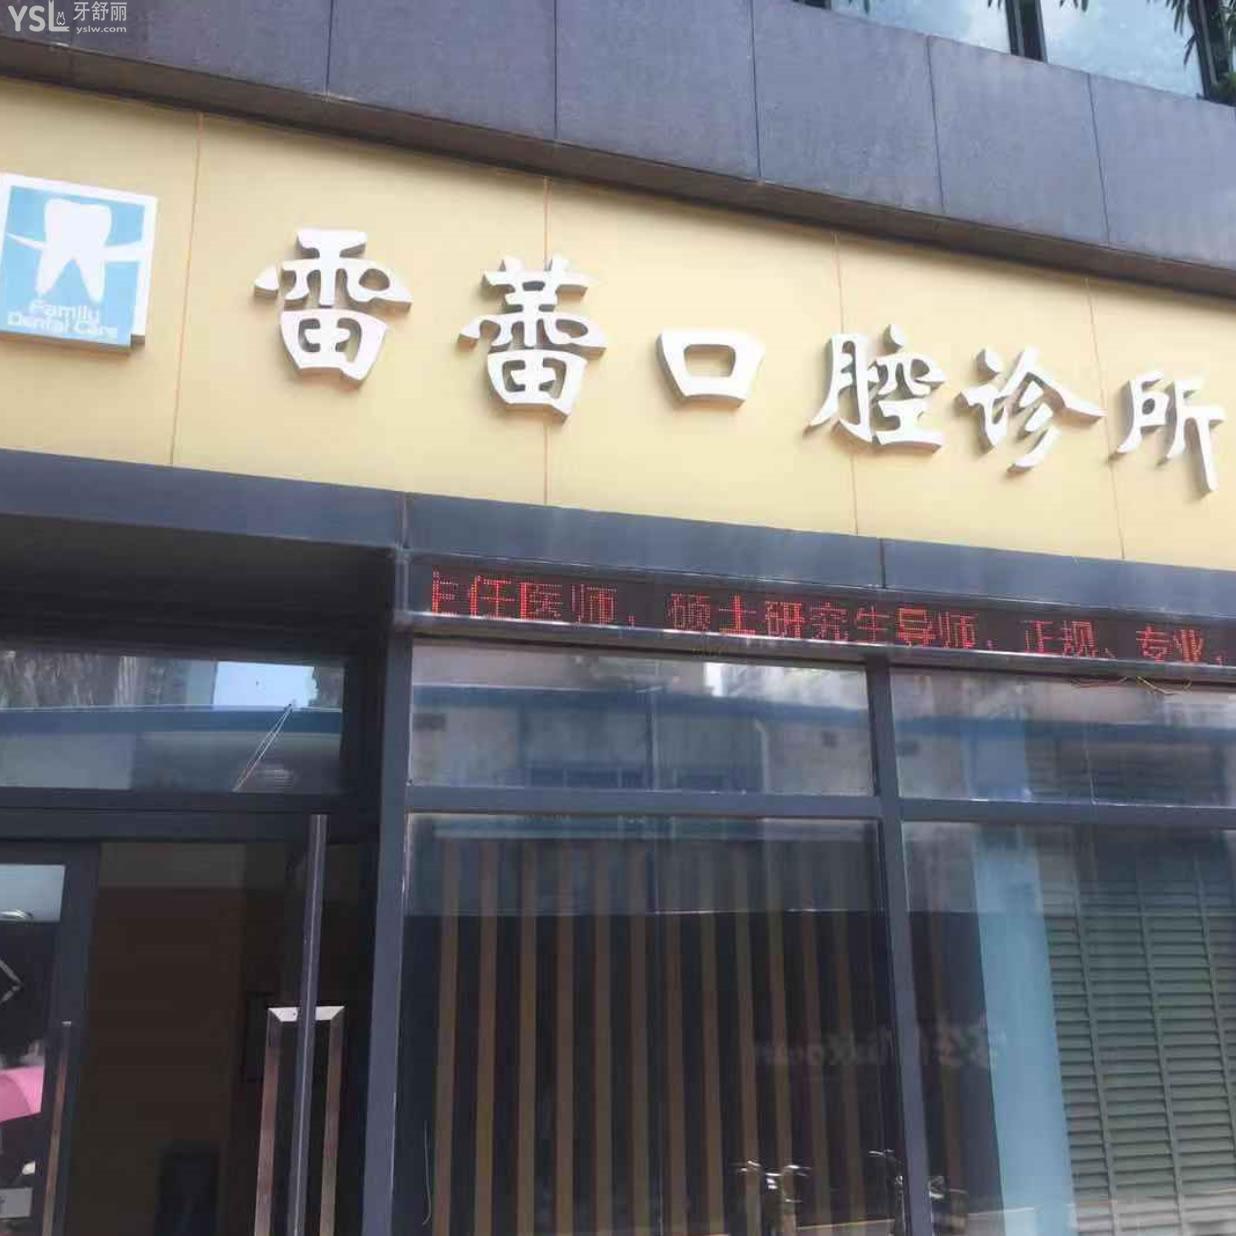 YSL 牙舒丽
yslw.com
Family
Dental Care
雷蕾口腔诊所
主任医师，硕士研究生导师，正规、专业，